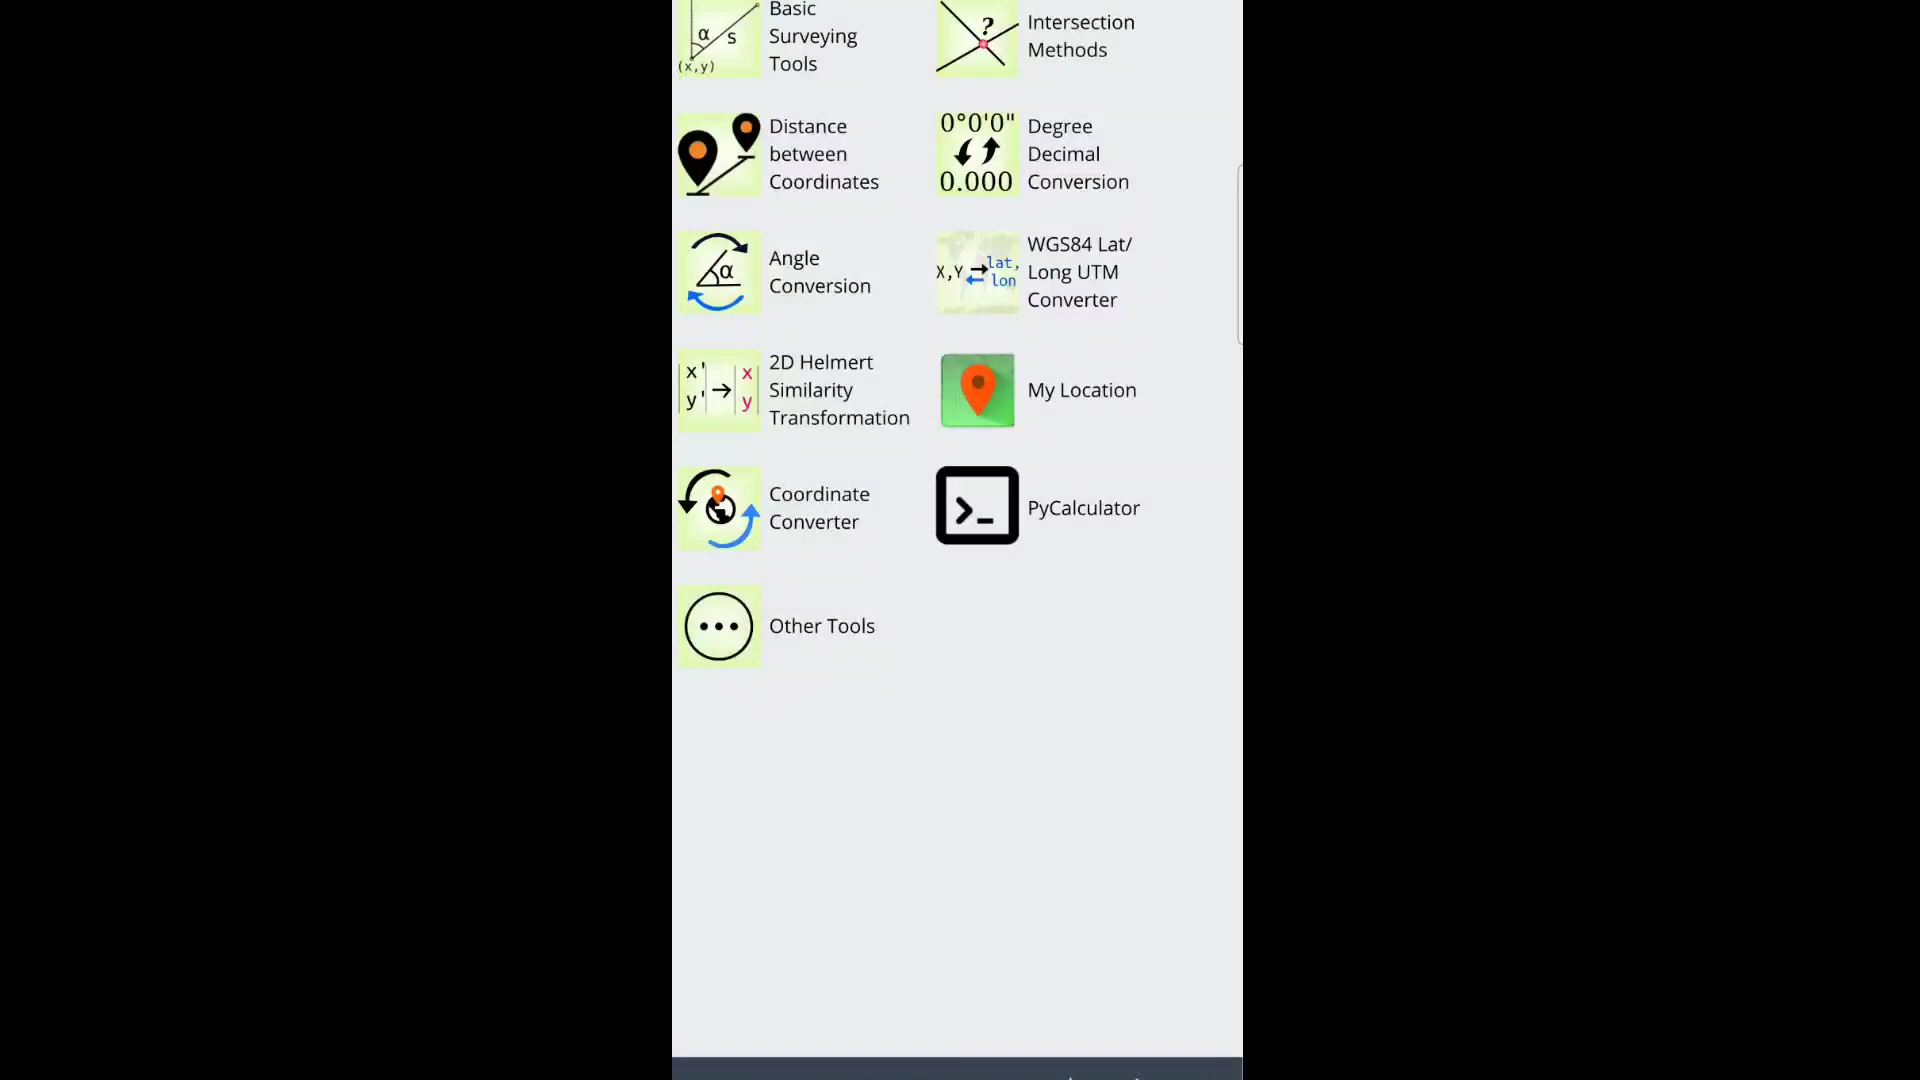 Basic
Surveying
Tools
α s
(x,y)
?
Intersection
Methods
Distance
between
Coordinates
0°0'0"
0.000
Degree
Decimal
Conversion
α
Angle
Conversion
X,Y
lat,
lon
WGS84 Lat/
Long UTM
Converter
x' x
y' y
2D Helmert
Similarity
Transformation
My Location
Coordinate
Converter
>_
PyCalculator
Other Tools